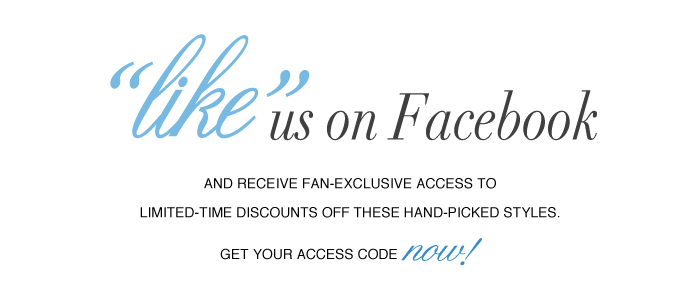 “like” us on Facebook
AND RECEIVE FAN-EXCLUSIVE ACCESS TO
LIMITED-TIME DISCOUNTS OFF THESE HAND-PICKED STYLES.
GET YOUR ACCESS CODE now!